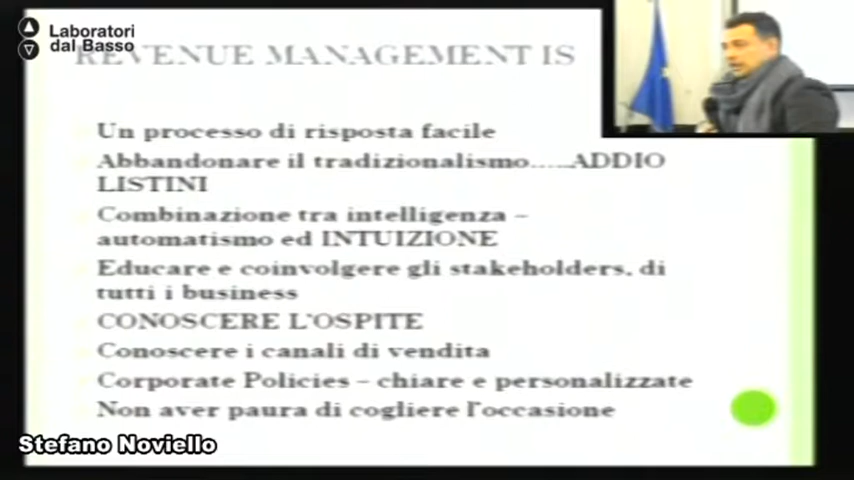 Laboratori
dal Basso
REVENUE MANAGEMENT IS
Un processo di risposta facile
Abbandonare il tradizionalismo.....ADDIO
LISTINI
Combinazione tra intelligenza –
automatismo ed INTUIZIONE
Educare e coinvolgere gli stakeholders, di
tutti i business
CONOSCERE L'OSPITE
Conoscere i canali di vendita
Corporate Policies – chiare e personalizzate
Non aver paura di cogliere l'occasione
Stefano Noviello